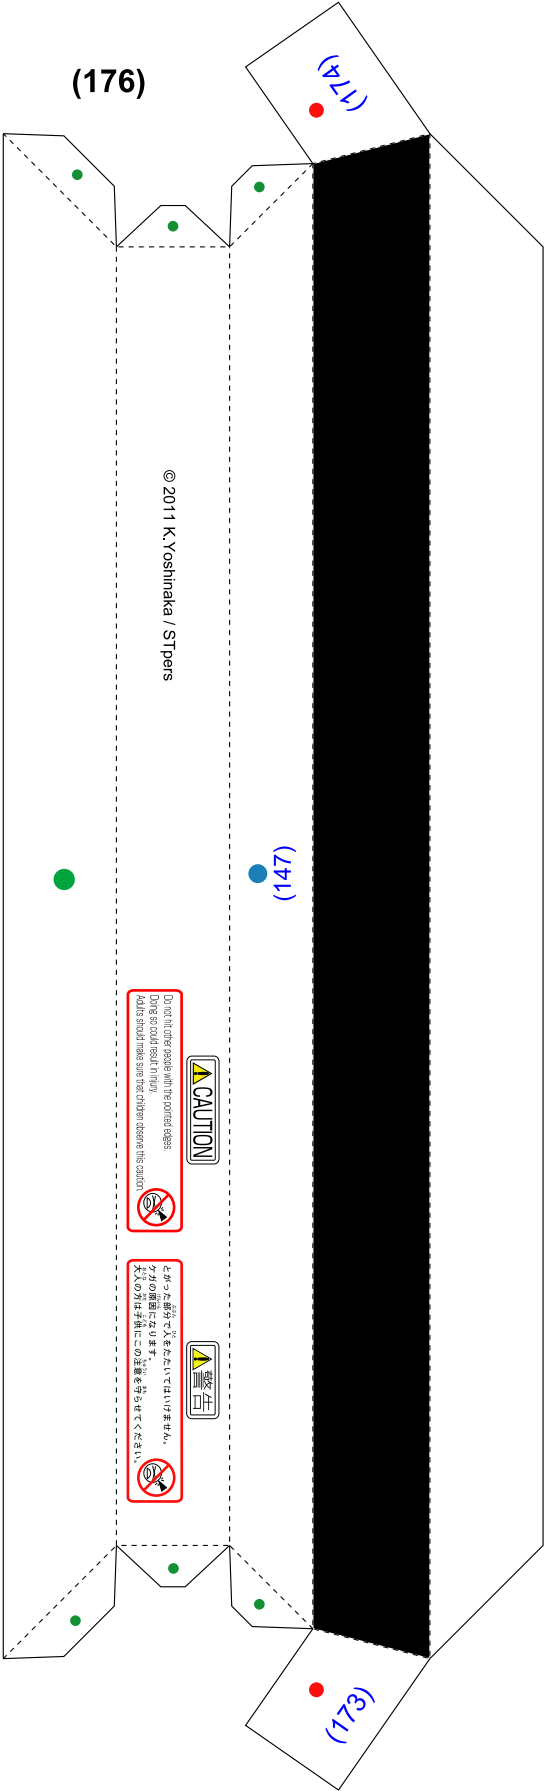 (176)
(174)
© 2011 K.Yoshinaka / STpers
(147)
CAUTION
Do not hit other people with the pointed edges.
Doing so could result in injury.
Adults should make sure that children observe this caution.
警告
とがった部分で人をたたいてはいけません。
ケガの原因になります。
大人の方は子供にこの注意を守らせてください。
(173)